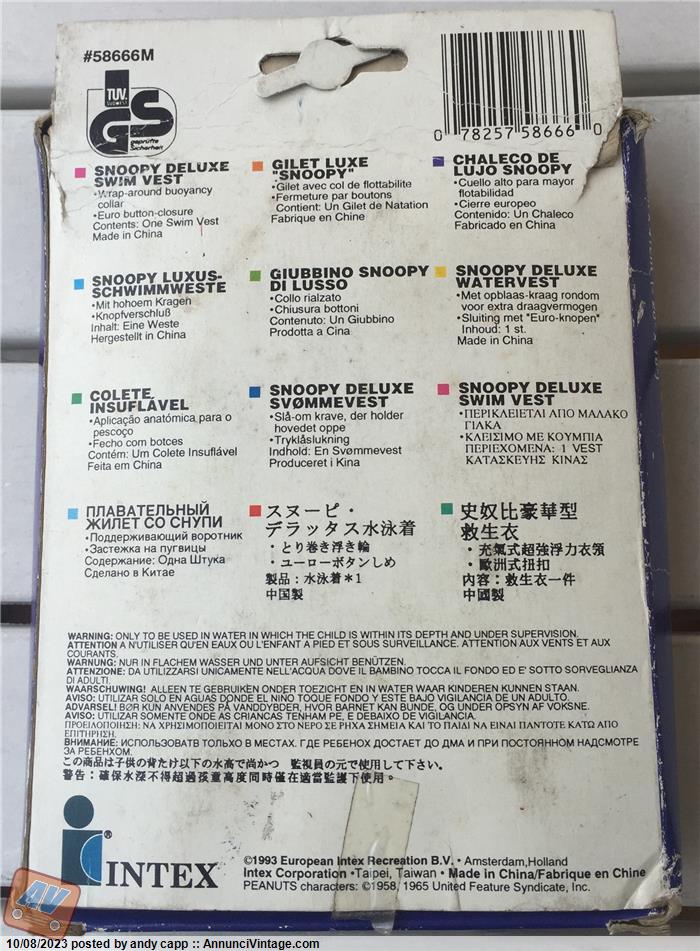 #58666M
TÜV
GS
geprüfte
Sicherheit
0 78257 58666 0
SNOOPY DELUXE
SWIM VEST
•Wrap-around buoyancy
collar
•Euro button-closure
Contents: One Swim Vest
Made in China
GILET LUXE
"SNOOPY"
•Gilet avec col de flottabilite
•Fermeture par boutons
Contient: Un Gilet de Natation
Fabrique en Chine
CHALECO DE
LUJO SNOOPY
•Cuello alto para mayor
flotabilidad
•Cierre europeo
Contenido: Un Chaleco
Fabricado en China
SNOOPY LUXUS-
SCHWIMMWESTE
•Mit hohoem Kragen
•Knopfverschluß
Inhalt: Eine Weste
Hergestellt in China
GIUBBINO SNOOPY
DI LUSSO
•Collo rialzato
•Chiusura bottoni
Contenuto: Un Giubbino
Prodotta a Cina
SNOOPY DELUXE
WATERVEST
•Met opblaas-kraag rondom
voor extra draagvermogen
•Sluiting met "Euro-knopen"
Inhoud: 1 st.
Made in China
COLETE
INSUFLÁVEL
•Aplicação anatómica para o
pescoço
•Fecho com botces
Contém: Um Colete Insuflável
Feita em China
SNOOPY DELUXE
SVØMMEVEST
•Slå-om krave, der holder
hovedet oppe
•Tryklåslukning
Indhold: En Svømmevest
Produceret i Kina
SNOOPY DELUXE
SWIM VEST
•ΠΕΡΙΚΛΕΙΕΤΑΙ ΑΠΟ ΜΑΛΑΚΟ
ΓΙΑΚΑ
•ΚΛΕΙΣΙΜΟ ΜΕ ΚΟΥΜΠΙΑ
ΠΕΡΙΕΧΟΜΕΝΑ: 1 VEST
ΚΑΤΑΣΚΕΥΗΣ ΚΙΝΑΣ
ПЛАВАТЕЛЬНЫЙ
ЖИЛЕТ СО СНУПИ
•Поддерживающий воротник
•Застежка на пугвицы
Содержание: Одна Штука
Сделано в Китае
スヌーピ・
デラッタス水泳着
・とり巻き浮き輪
・ユーローボタンしめ
製品：水泳着*1
中国製
史奴比豪華型
救生衣
・充氣式超強浮力衣領
・歐洲式扭扣
内容：救生衣一件
中國製
WARNING: ONLY TO BE USED IN WATER IN WHICH THE CHILD IS WITHIN ITS DEPTH AND UNDER SUPERVISION.
ATTENTION A N'UTILISER QU'EN EAUX OU L'ENFANT A PIED ET SOUS SURVEILLANCE. ATTENTION AUX VENTS ET AUX
COURANTS.
WARNUNG: NUR IN FLACHEM WASSER UND UNTER AUFSICHT BENÜTZEN.
ATTENZIONE: DA UTILIZZARSI UNICAMENTE NELL'ACQUA DOVE IL BAMBINO TOCCA IL FONDO ED E' SOTTO SORVEGLIANZA
DI ADULTI.
WAARSCHUWING! ALLEEN TE GEBRUIKEN ONDER TOEZICHT EN IN WATER WAAR KINDEREN KUNNEN STAAN.
AVISO: UTILIZAR SOLO EN AGUAS DONDE EL NINO TOQUE FONDO Y ESTE BAJO VIGILANCIA DE UN ADULTO.
ADVARSEL! BØR KUN ANVENDES PÅ VANDDYBDER, HVOR BARNET KAN BUNDE, OG UNDER OPSYN AF VOKSNE.
AVISO: UTILIZAR SOMENTE ONDE AS CRIANCAS TENHAM PE, E DEBAIXO DE VIGILANCIA.
ΠΡΟΕΙΔΟΠΟΙΗΣΗ: ΝΑ ΧΡΗΣΙΜΟΠΟΙΕΙΤΑΙ ΜΟΝΟ ΣΤΟ ΝΕΡΟ ΣΕ ΡΗΧΑ ΣΗΜΕΙΑ ΚΑΙ ΤΟ ΠΑΙΔΙ ΝΑ ΕΙΝΑΙ ΠΑΝΤΟΤΕ ΚΑΤΩ ΑΠΟ
ΕΠΙΤΗΡΗΣΗ.
ВНИМАНИЕ: ИСПОЛЬЗОВАТВ ТОЛЬХО В МЕСТАХ. ГДЕ РЕБЕНОХ ДОСТАЕТ ДО ДМА И ПРИ ПОСТОЯННОМ НАДСМОТРЕ
ЗА РЕБЕНХОМ.
この商品は子供の背たけ以下の水高で尚かつ 監視員の元で使用して下さい。
警告：確保水深不得超過孩童高度同時僅在適當監護下使用。
INTEX
®
©1993 European Intex Recreation B.V. • Amsterdam,Holland
Intex Corporation •Taipei, Taiwan • Made in China/Fabrique en Chine
PEANUTS characters: ©1958, 1965 United Feature Syndicate, Inc.
AV
10/08/2023 posted by andy capp :: AnnunciVintage.com